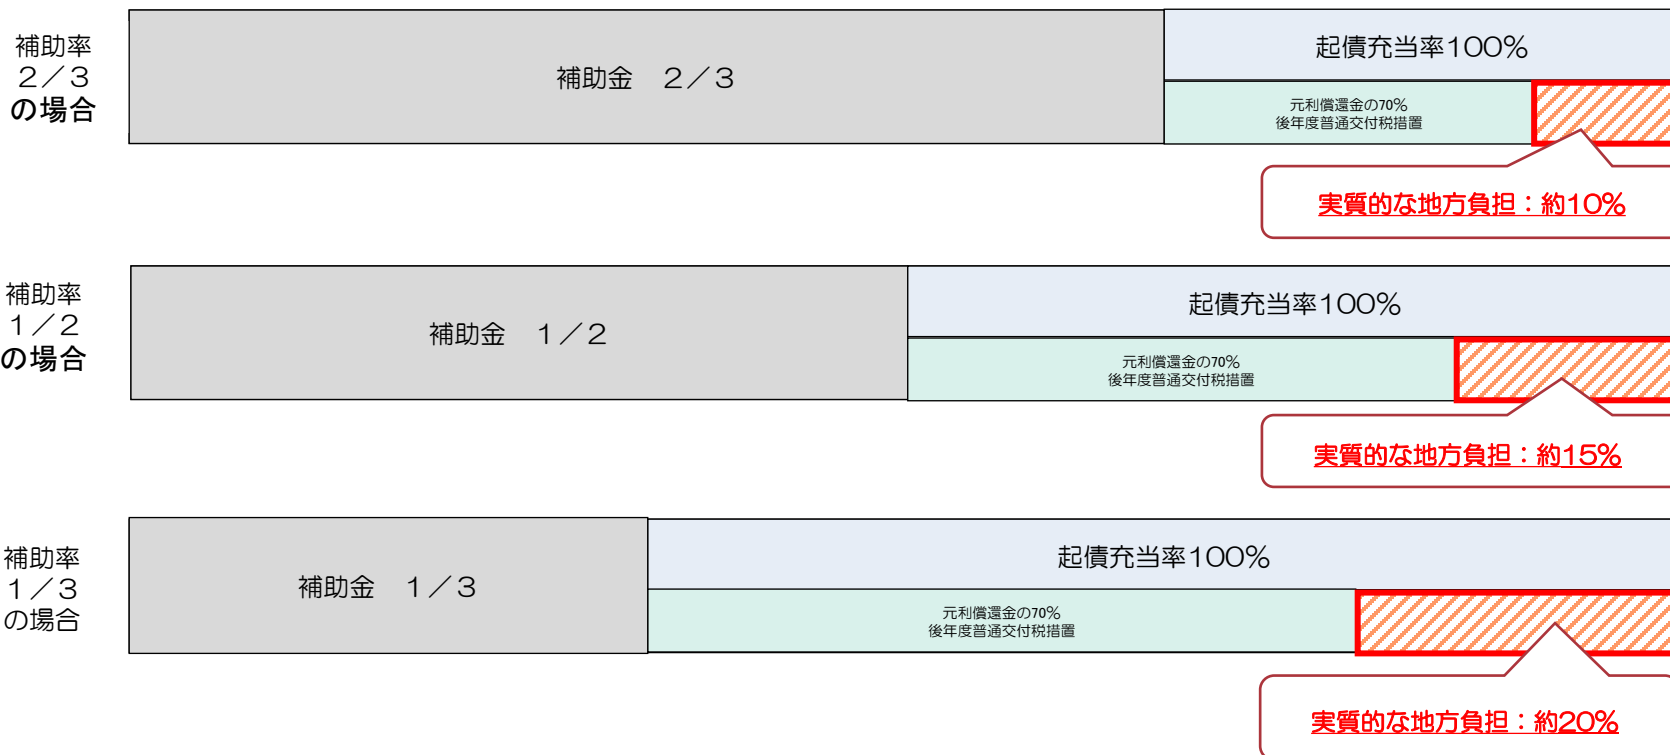 補助率
２／３
の場合
補助金　２／３
起債充当率100%
元利償還金の70%
後年度普通交付税措置
実質的な地方負担：約10%
補助率
１／２
の場合
補助金　１／２
起債充当率100%
元利償還金の70%
後年度普通交付税措置
実質的な地方負担：約15%
補助率
１／３
の場合
補助金　１／３
起債充当率100%
元利償還金の70%
後年度普通交付税措置
実質的な地方負担：約20%